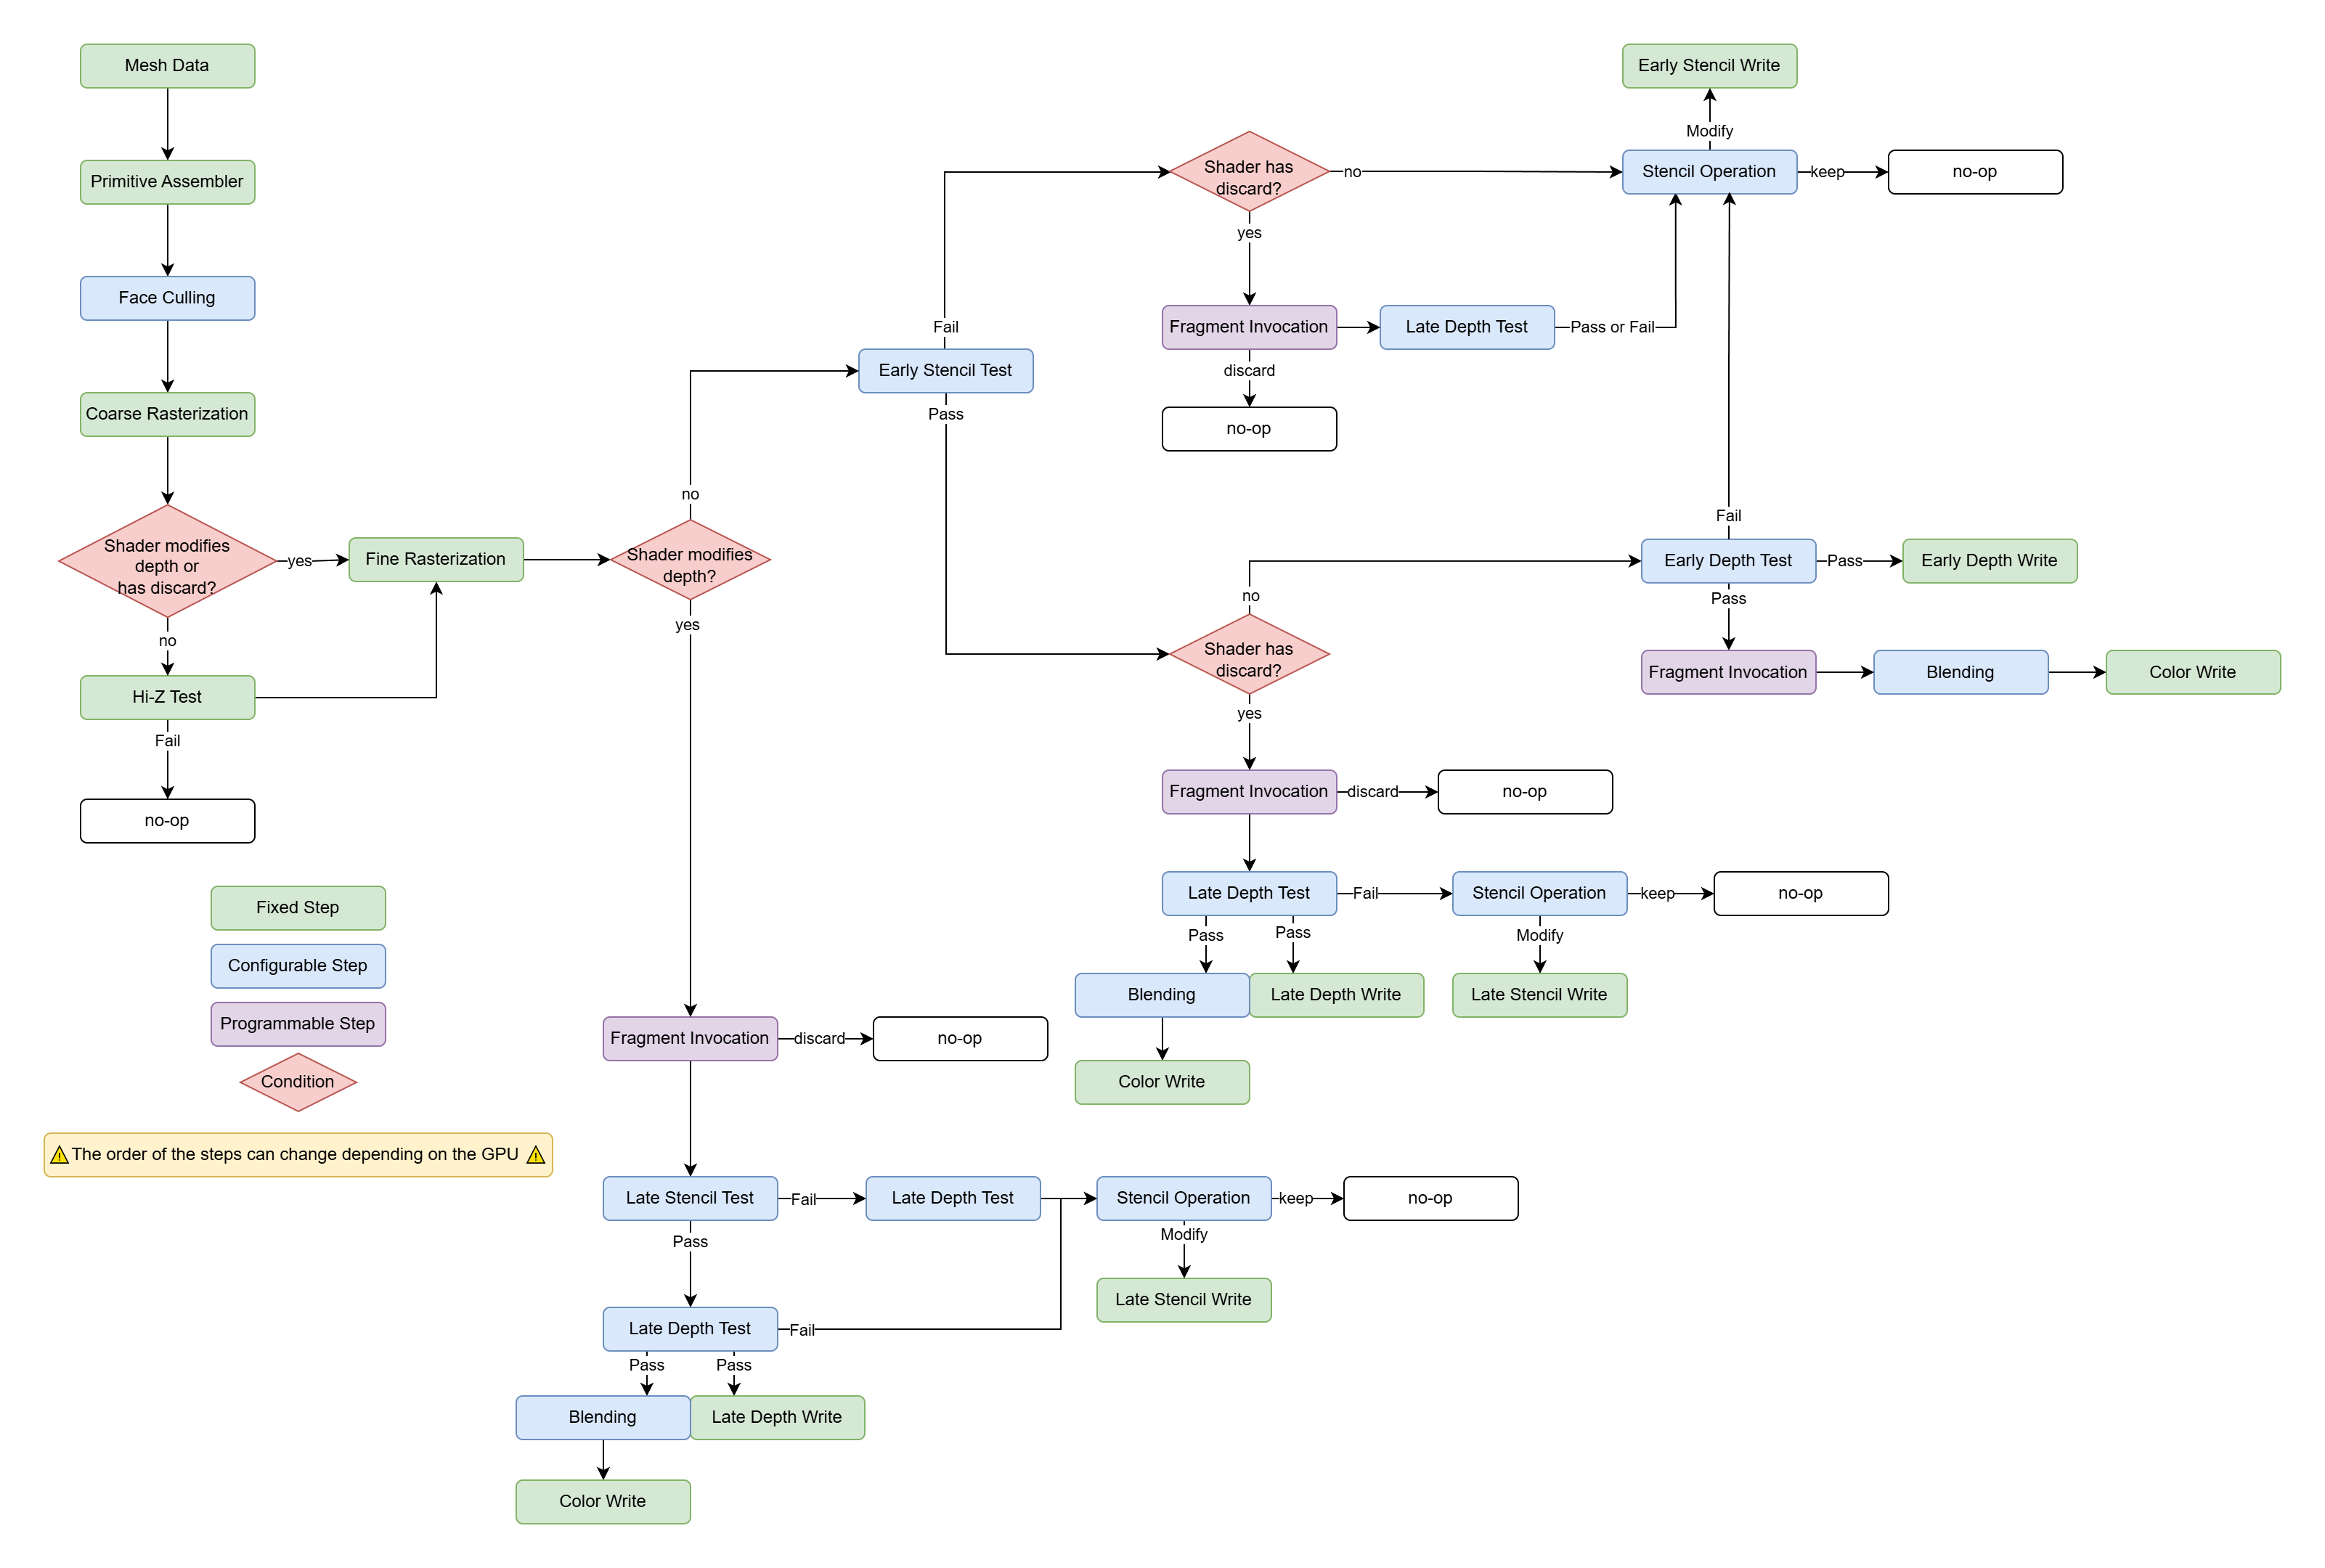 Mesh Data
Primitive Assembler
Face Culling
Coarse Rasterization
Shader modifies
depth or
has discard?
yes
no
Hi-Z Test
Fail
no-op
Fine Rasterization
Shader modifies
depth?
no
yes
Early Stencil Test
Fail
Pass
Shader has
discard?
no
yes
Fragment Invocation
discard
no-op
Late Depth Test
Pass or Fail
Stencil Operation
Modify
Early Stencil Write
keep
no-op
Shader has
discard?
no
yes
Early Depth Test
Fail
Pass
Early Depth Write
Pass
Fragment Invocation
Blending
Color Write
Fragment Invocation
discard
no-op
Late Depth Test
Fail
Stencil Operation
keep
no-op
Modify
Late Stencil Write
Pass
Pass
Blending
Late Depth Write
Color Write
Fragment Invocation
discard
no-op
Late Stencil Test
Fail
Late Depth Test
Stencil Operation
keep
no-op
Modify
Late Stencil Write
Pass
Late Depth Test
Fail
Pass
Pass
Blending
Late Depth Write
Color Write
Fixed Step
Configurable Step
Programmable Step
Condition
The order of the steps can change depending on the GPU